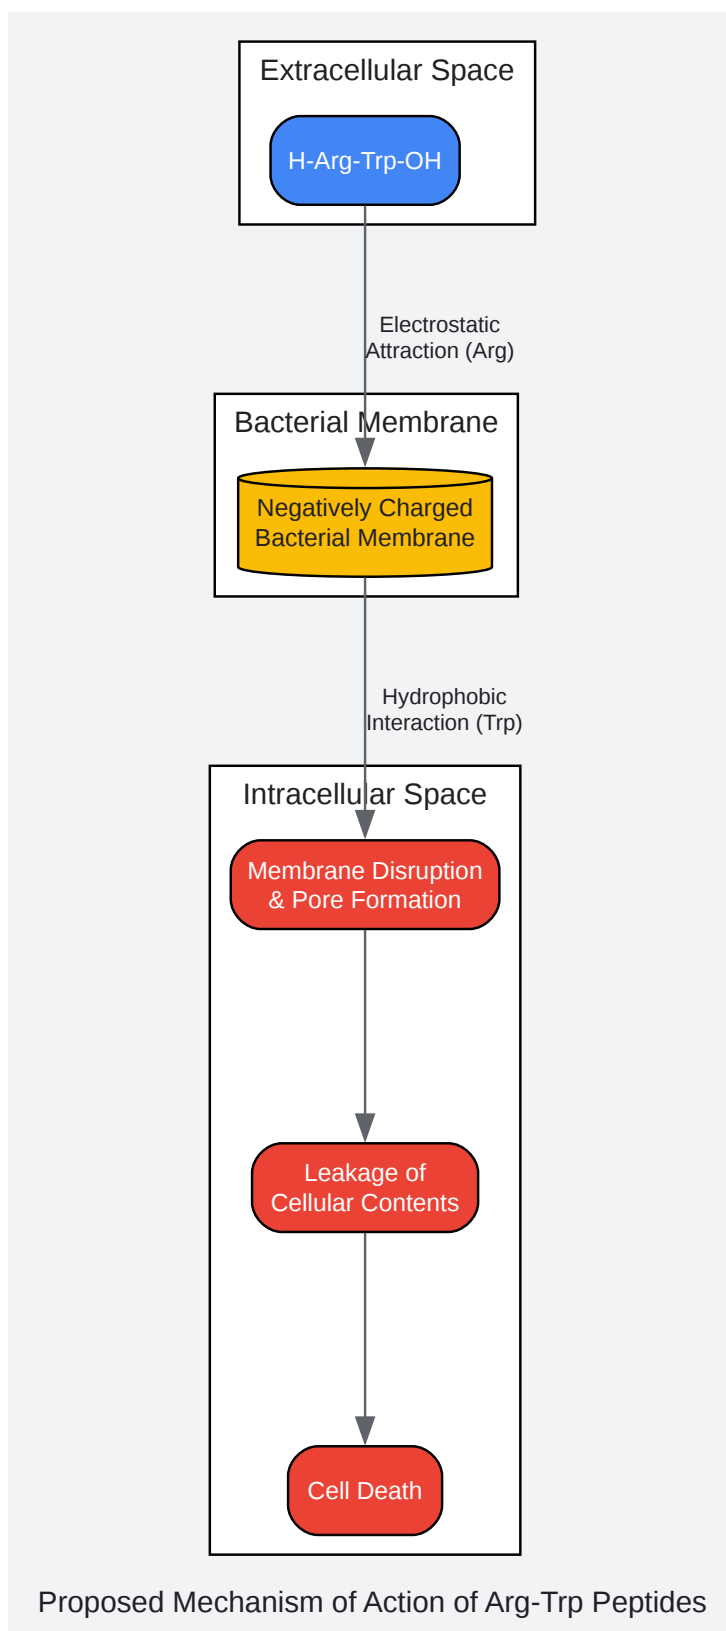 Extracellular Space
H-Arg-Trp-OH
Electrostatic
Attraction (Arg)
Bacterial Membrane
Negatively Charged
Bacterial Membrane
Hydrophobic
Interaction (Trp)
Intracellular Space
Membrane Disruption
& Pore Formation
Leakage of
Cellular Contents
Cell Death
Proposed Mechanism of Action of Arg-Trp Peptides